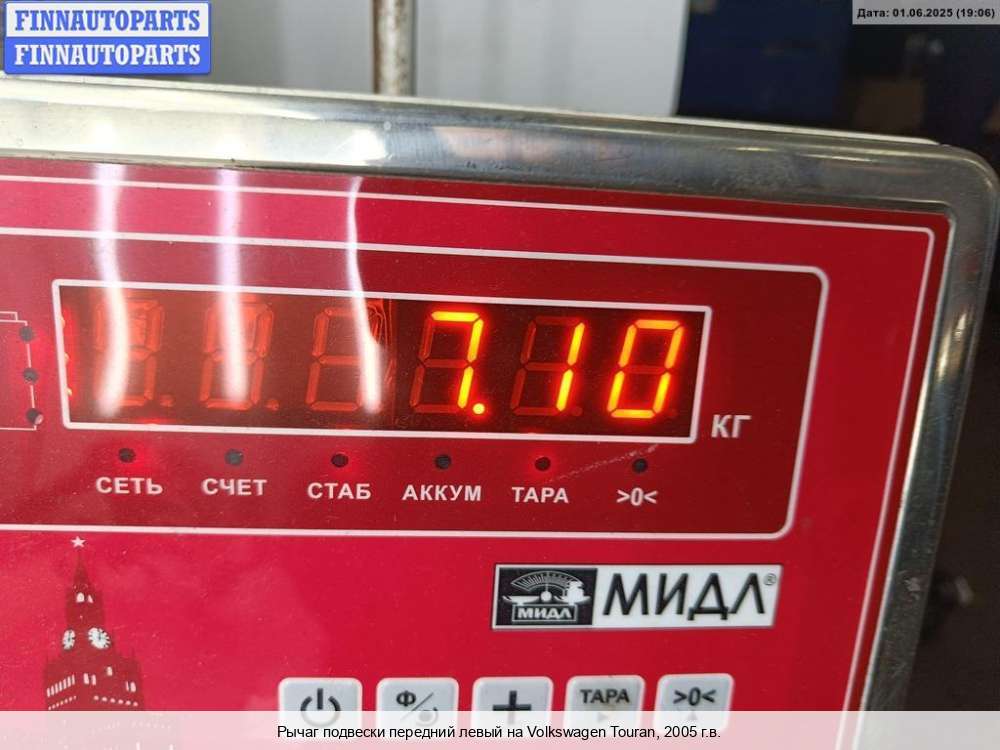 FINNAUTOPARTS
FINNAUTOPARTS
Дата: 01.06.2025 (19:06)
7.10
КГ
СЕТЬ СЧЕТ СТАБ АККУМ ТАРА >0<
МИДЛ МИДЛ®
Ф + ТАРА >0<
Рычаг подвески передний левый на Volkswagen Touran, 2005 г.в.